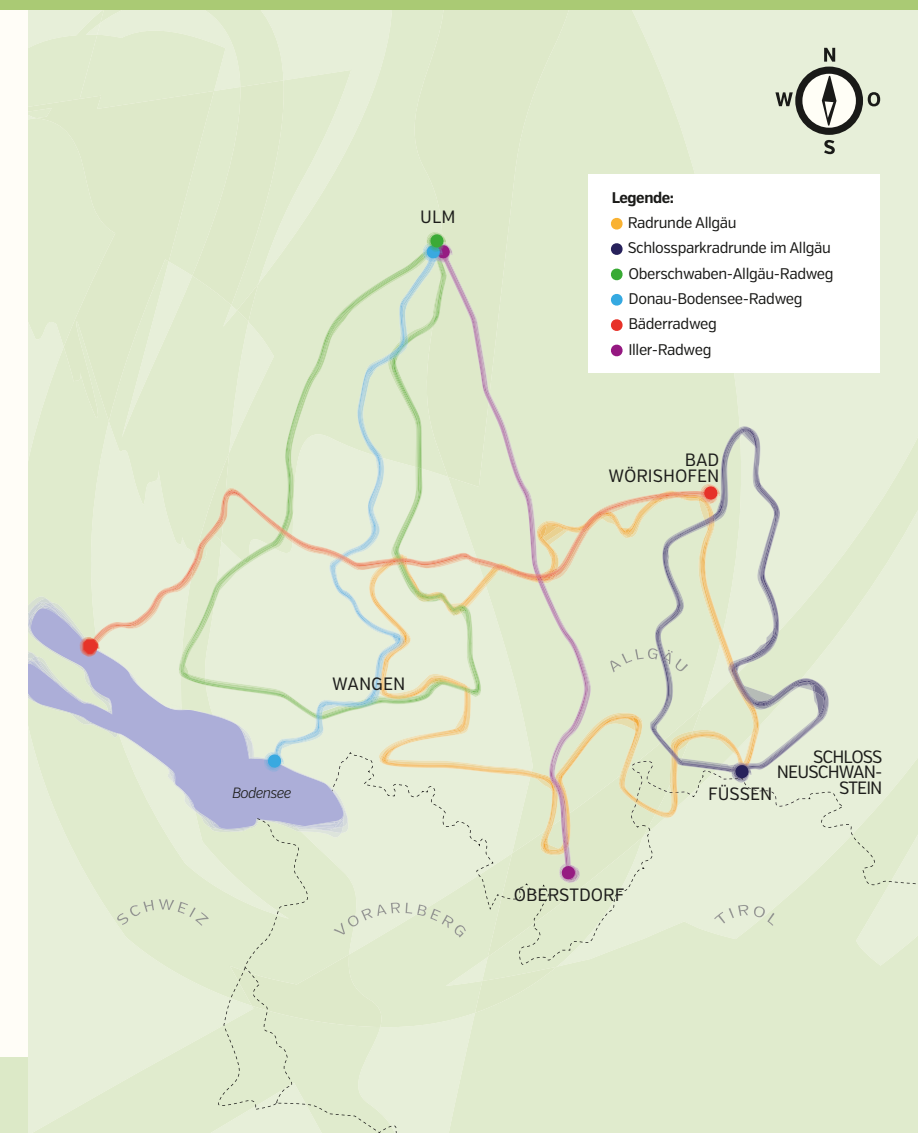 N
W
O
S
Legende:
Radrunde Allgäu
Schlossparkradrunde im Allgäu
Oberschwaben-Allgäu-Radweg
Donau-Bodensee-Radweg
Bäderradweg
Iller-Radweg
ULM
BAD
WÖRISHOFEN
ALLGÄU
WANGEN
SCHLOSS
NEUSCHWAN-
STEIN
FÜSSEN
Bodensee
OBERSTDORF
SCHWEIZ
VORARLBERG
TIROL